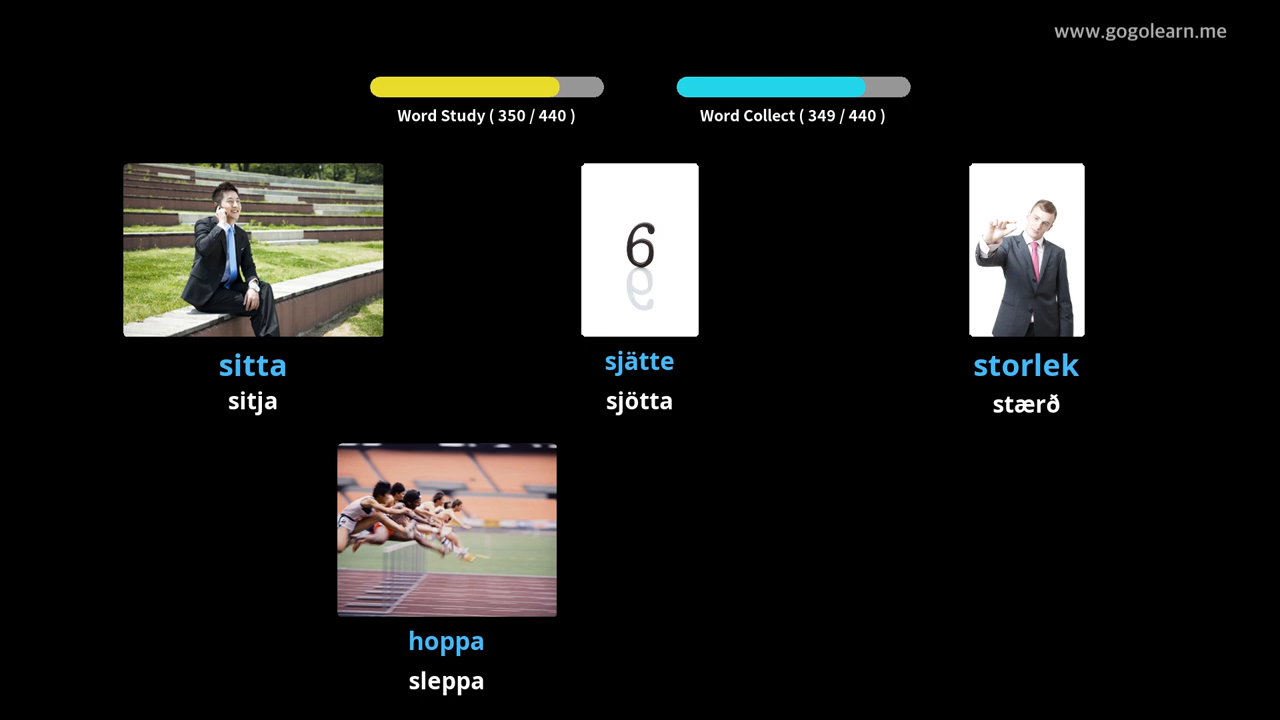 www.gogolearn.me
Word Study ( 350 / 440 )
Word Collect ( 349 / 440 )
6
sitta
sitja
sjätte
sjötta
storlek
stærð
hoppa
sleppa